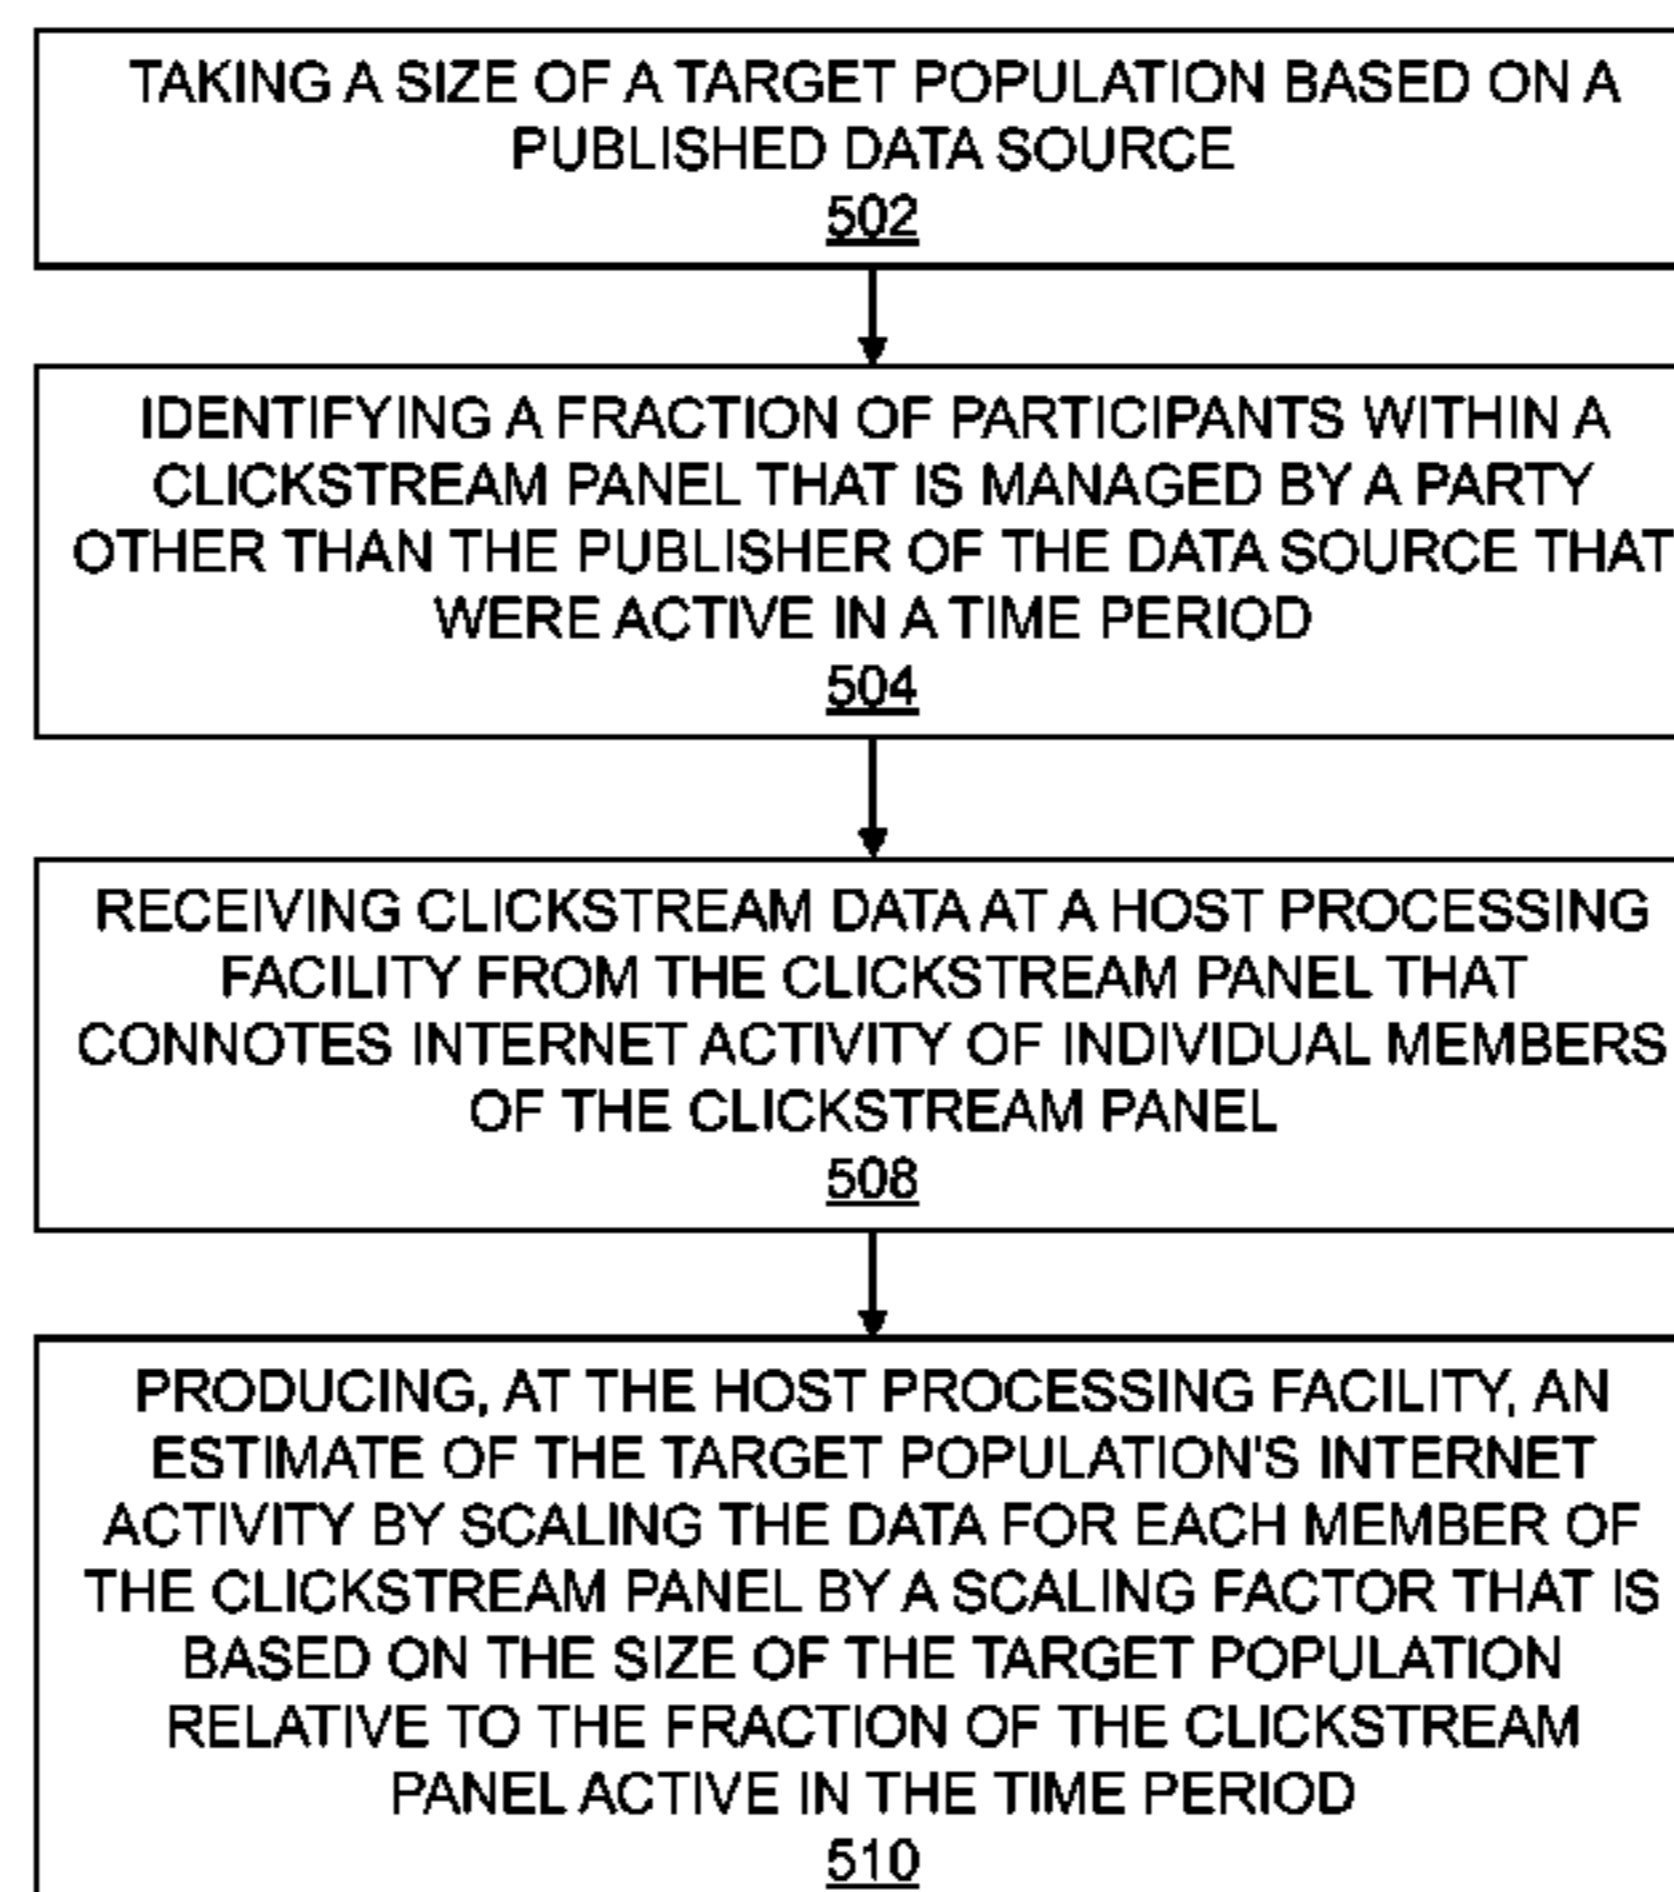 TAKING A SIZE OF A TARGET POPULATION BASED ON A
PUBLISHED DATA SOURCE
502
IDENTIFYING A FRACTION OF PARTICIPANTS WITHIN A
CLICKSTREAM PANEL THAT IS MANAGED BY A PARTY
OTHER THAN THE PUBLISHER OF THE DATA SOURCE THAT
WERE ACTIVE IN A TIME PERIOD
504
RECEIVING CLICKSTREAM DATA AT A HOST PROCESSING
FACILITY FROM THE CLICKSTREAM PANEL THAT
CONNOTES INTERNET ACTIVITY OF INDIVIDUAL MEMBERS
OF THE CLICKSTREAM PANEL
508
PRODUCING, AT THE HOST PROCESSING FACILITY, AN
ESTIMATE OF THE TARGET POPULATION'S INTERNET
ACTIVITY BY SCALING THE DATA FOR EACH MEMBER OF
THE CLICKSTREAM PANEL BY A SCALING FACTOR THAT IS
BASED ON THE SIZE OF THE TARGET POPULATION
RELATIVE TO THE FRACTION OF THE CLICKSTREAM
PANEL ACTIVE IN THE TIME PERIOD
510